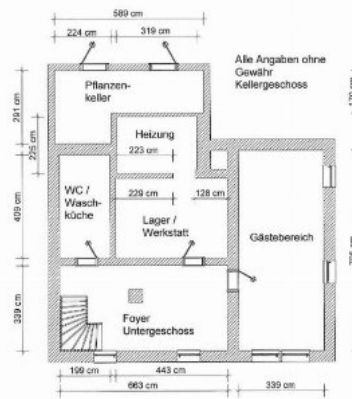 589 cm
224 cm
319 cm
Alle Angaben ohne
Gewähr
Kellergeschoss
Pflanzen-
keller
291 cm
Heizung
225 cm
223 cm
WC /
Wasch-
küche
229 cm
128 cm
409 cm
Lager /
Werkstatt
Gästebereich
339 cm
Foyer
Untergeschoss
199 cm
443 cm
663 cm
339 cm